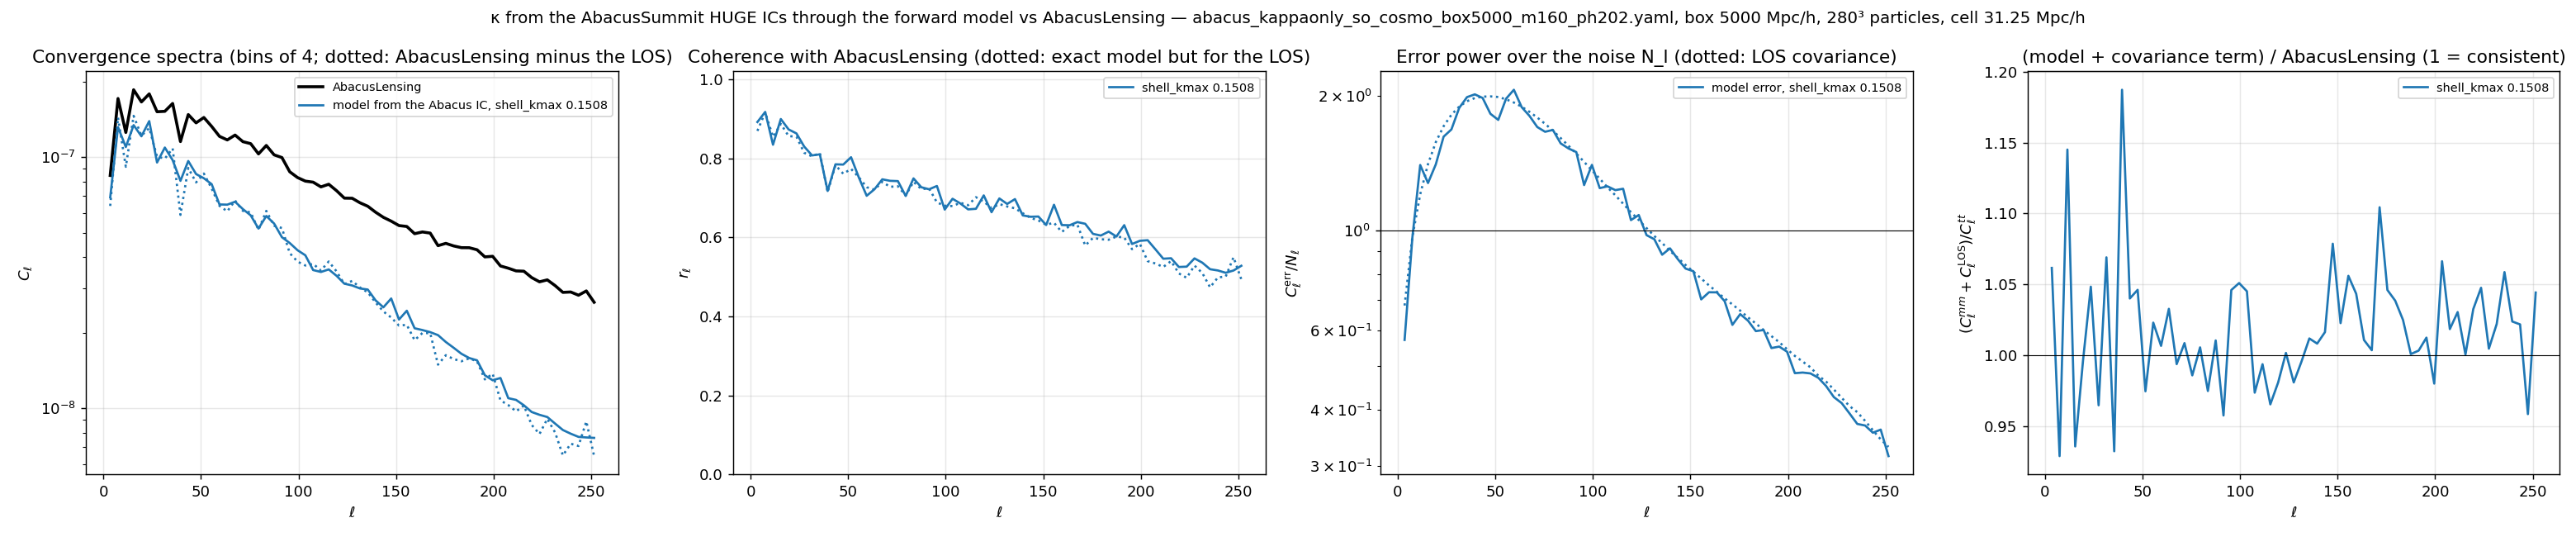 κ from the AbacusSummit HUGE ICs through the forward model vs AbacusLensing — abacus_kappaonly_so_cosmo_box5000_m160_ph202.yaml, box 5000 Mpc/h, 280³ particles, cell 31.25 Mpc/h
Convergence spectra (bins of 4; dotted: AbacusLensing minus the LOS)
AbacusLensing
model from the Abacus IC, shell_kmax 0.1508
C_ℓ
10⁻⁷
10⁻⁸
0 50 100 150 200 250
ℓ
Coherence with AbacusLensing (dotted: exact model but for the LOS)
shell_kmax 0.1508
r_ℓ
1.0
0.8
0.6
0.4
0.2
0.0
0 50 100 150 200 250
ℓ
Error power over the noise N_l (dotted: LOS covariance)
model error, shell_kmax 0.1508
C_ℓ^err/N_ℓ
2 × 10⁰
10⁰
6 × 10⁻¹
4 × 10⁻¹
3 × 10⁻¹
0 50 100 150 200 250
ℓ
(model + covariance term) / AbacusLensing (1 = consistent)
shell_kmax 0.1508
(C_ℓ^mm + C_ℓ^LOS)/C_ℓ^tt
1.20
1.15
1.10
1.05
1.00
0.95
0 50 100 150 200 250
ℓ